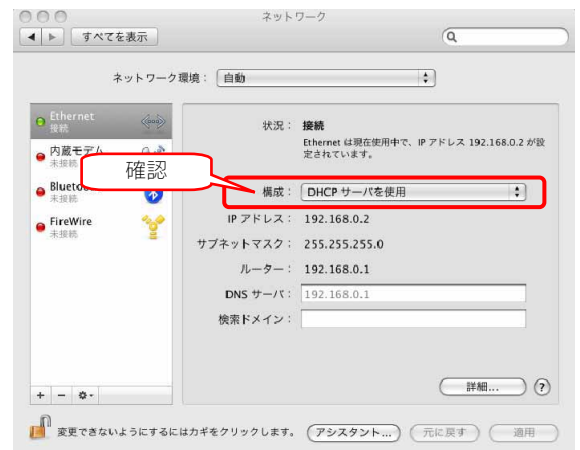 ネットワーク
すべてを表示
ネットワーク環境： 自動
Ethernet
接続
内蔵モデム
未接続
Bluetoo
未接続
FireWire
未接続
確認
状況： 接続
Ethernet は現在使用中で、IP アドレス 192.168.0.2 が設
定されています。
構成： DHCP サーバを使用
IP アドレス： 192.168.0.2
サブネットマスク： 255.255.255.0
ルーター： 192.168.0.1
DNS サーバ： 192.168.0.1
検索ドメイン：
詳細... ?
+ −
変更できないようにするにはカギをクリックします。 アシスタント... 元に戻す 適用